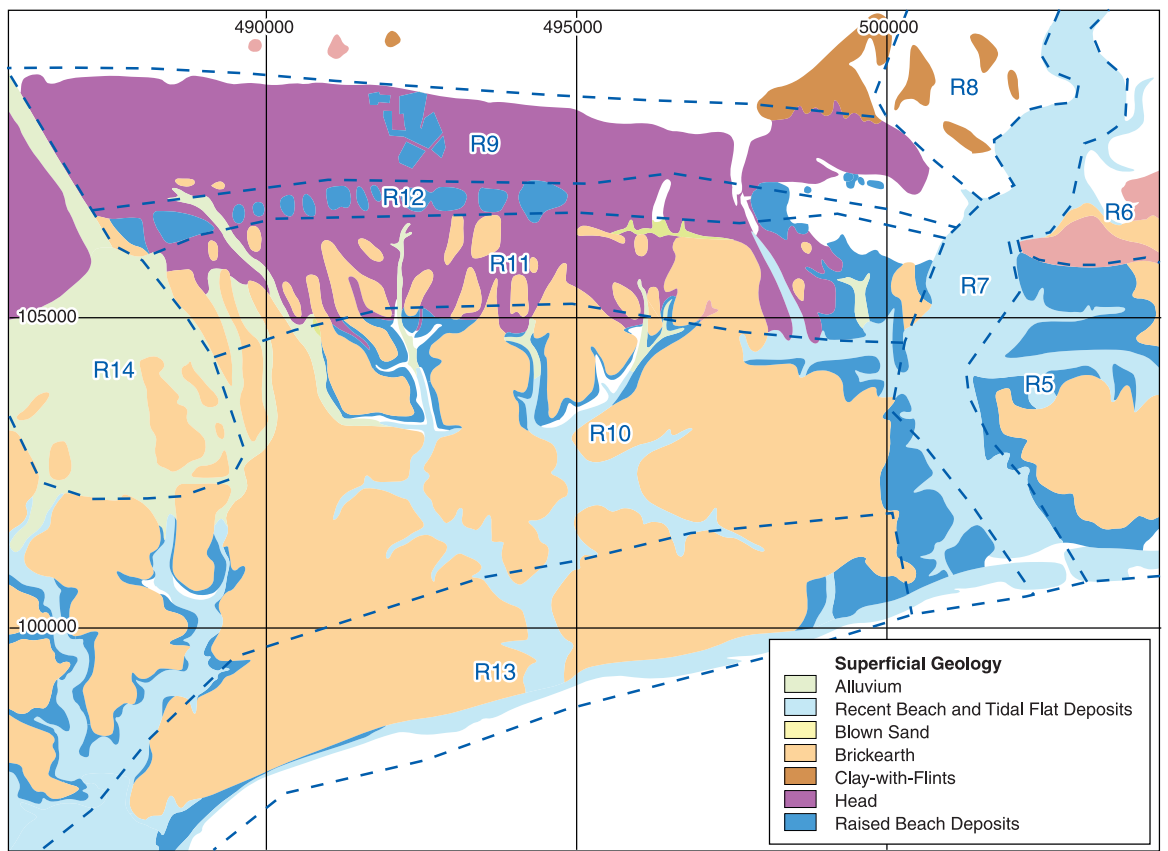 490000
495000
500000
R8
R9
R12
R6
R11
R7
105000
R14
R5
R10
100000
R13
Superficial Geology
Alluvium
Recent Beach and Tidal Flat Deposits
Blown Sand
Brickearth
Clay-with-Flints
Head
Raised Beach Deposits